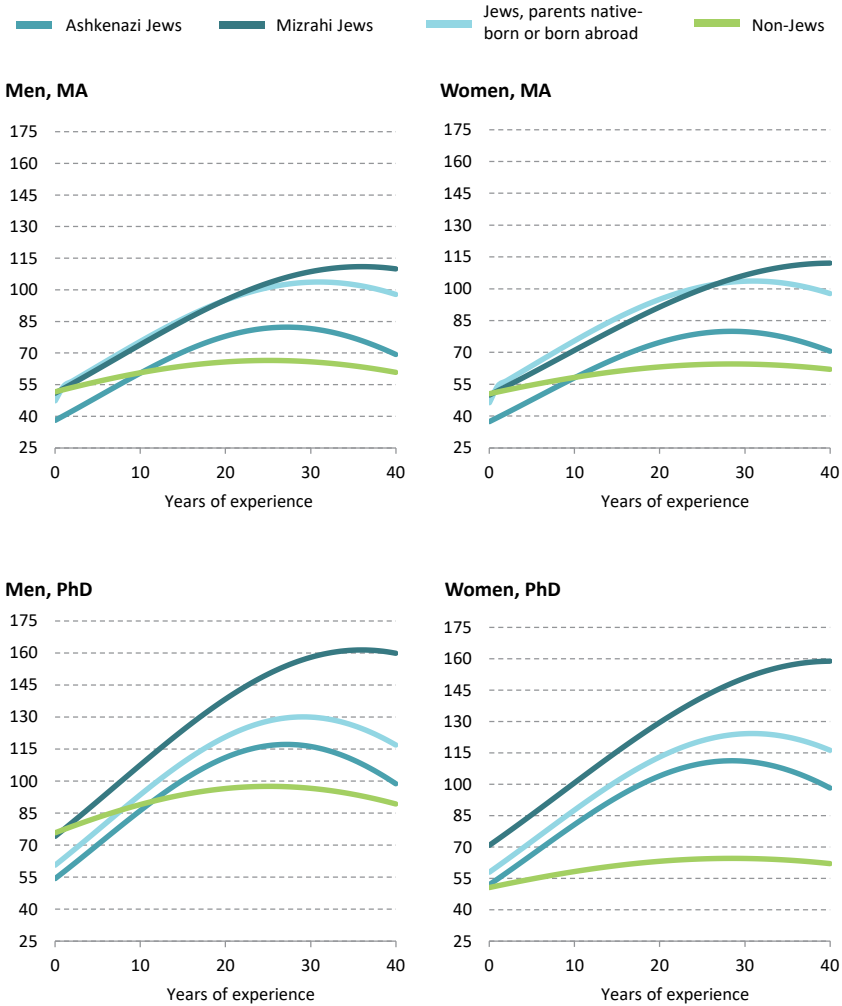 Ashkenazi Jews
Mizrahi Jews
Jews, parents native-
born or born abroad
Non-Jews
Men, MA
175
160
145
130
115
100
85
70
55
40
25
0 10 20 30 40
Years of experience
Women, MA
175
160
145
130
115
100
85
70
55
40
25
0 10 20 30 40
Years of experience
Men, PhD
175
160
145
130
115
100
85
70
55
40
25
0 10 20 30 40
Years of experience
Women, PhD
175
160
145
130
115
100
85
70
55
40
25
0 10 20 30 40
Years of experience